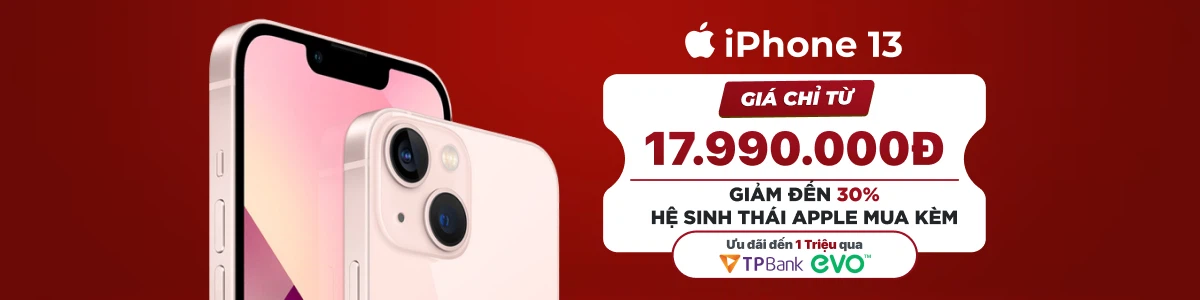 iPhone 13
GIÁ CHỈ TỪ
17.990.000Đ
GIẢM ĐẾN 30%
HỆ SINH THÁI APPLE MUA KÈM
Ưu đãi đến 1 Triệu qua
TPBank evo™